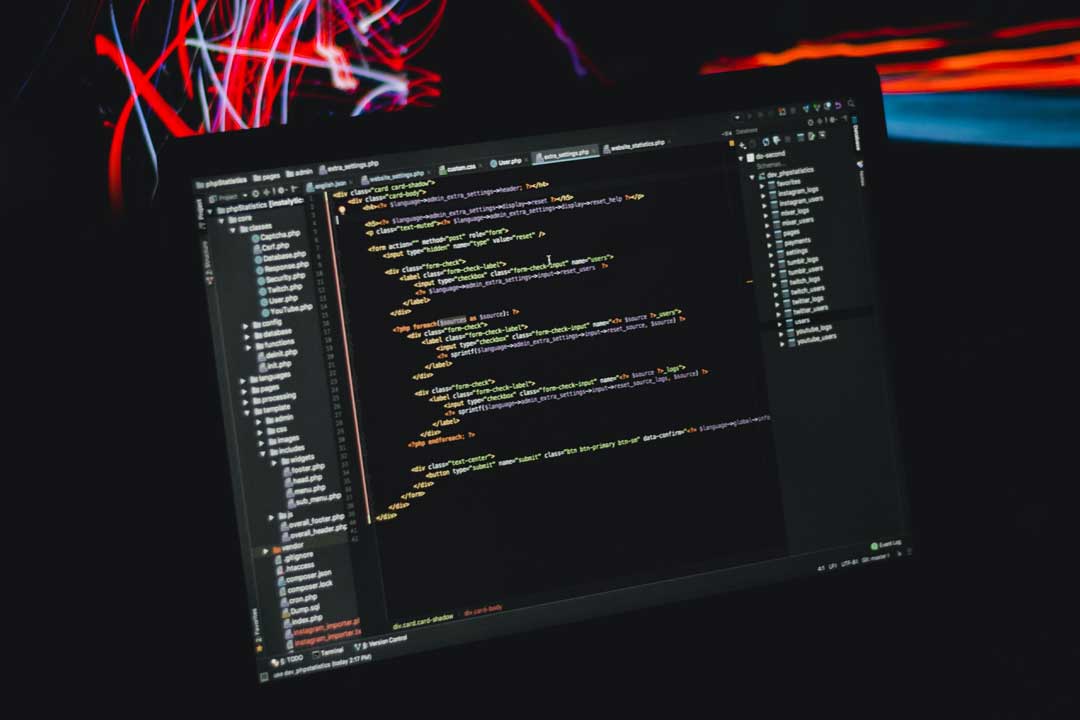 phpStatistics pages admin extra_settings.php
Project
english.json website_settings.php custom.css User.php extra_settings.php website_statistics.php
phpStatistics
core
classes
Captcha.php
Csrf.php
Database.php
Response.php
Security.php
Twitch.php
User.php
YouTube.php
config
database
functions
deinit.php
init.php
languages
pages
processing
template
admin
css
images
includes
widgets
footer.php
head.php
menu.php
sub_menu.php
js
overall_footer.php
overall_header.php
vendor
.gitignore
.htaccess
composer.json
composer.lock
cron.php
Dump.sql
index.php
<div class="card card-shadow">
<div class="card-body">
<h4><?= $language->admin_extra_settings->header; ?></h4>
<h5><?= $language->admin_extra_settings->display->reset ?></h5>
<p class="text-muted"><?= $language->admin_extra_settings->display->reset_help ?></p>
<form action="" method="post" role="form">
<input type="hidden" name="type" value="reset" />
<div class="form-check">
<label class="form-check-label">
<input type="checkbox" class="form-check-input" name="users">
<?= $language->admin_extra_settings->input->reset_users ?>
</label>
</div>
<?php foreach($sources as $source): ?>
<div class="form-check">
<label class="form-check-label">
<input type="checkbox" class="form-check-input" name="<?= $source ?>_users">
<?= sprintf($language->admin_extra_settings->input->reset_source, $source) ?>
</label>
</div>
<div class="form-check">
<label class="form-check-label">
<input type="checkbox" class="form-check-input" name="<?= $source ?>_logs">
<?= sprintf($language->admin_extra_settings->input->reset_source_logs, $source) ?>
</label>
</div>
<?php endforeach; ?>
<div class="text-center">
<button type="submit" name="submit" class="btn btn-primary btn-sm" data-confirm="<?= $language->global->info
</div>
</form>
</div>
</div>
div.card.card-shadow div.card-body
Database
do-second
Schemas...
dev_phpstatistics
favorites
instagram_logs
instagram_users
mixer_logs
mixer_users
pages
payments
settings
tumblr_logs
tumblr_users
twitch_logs
twitch_users
twitter_logs
twitter_users
users
youtube_logs
youtube_users
Event Log
6: TODO Terminal 9: Version Control
use dev_phpstatistics (today 2:17 PM)
4:1 LF UTF-8 Git: master